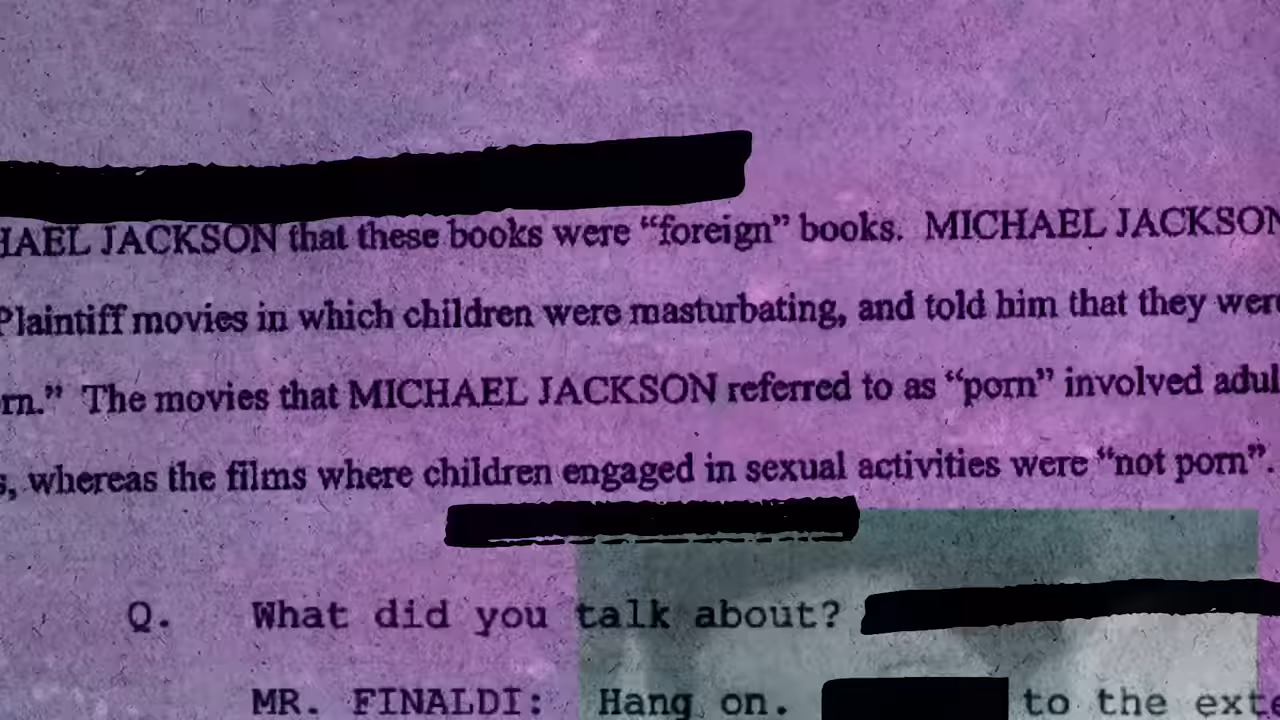 HAEL JACKSON that these books were “foreign” books. MICHAEL JACKSON
Plaintiff movies in which children were masturbating, and told him that they wer
rn.” The movies that MICHAEL JACKSON referred to as “porn” involved adul
s, whereas the films where children engaged in sexual activities were “not porn”.
Q. What did you talk about?
MR. FINALDI: Hang on. to the exte